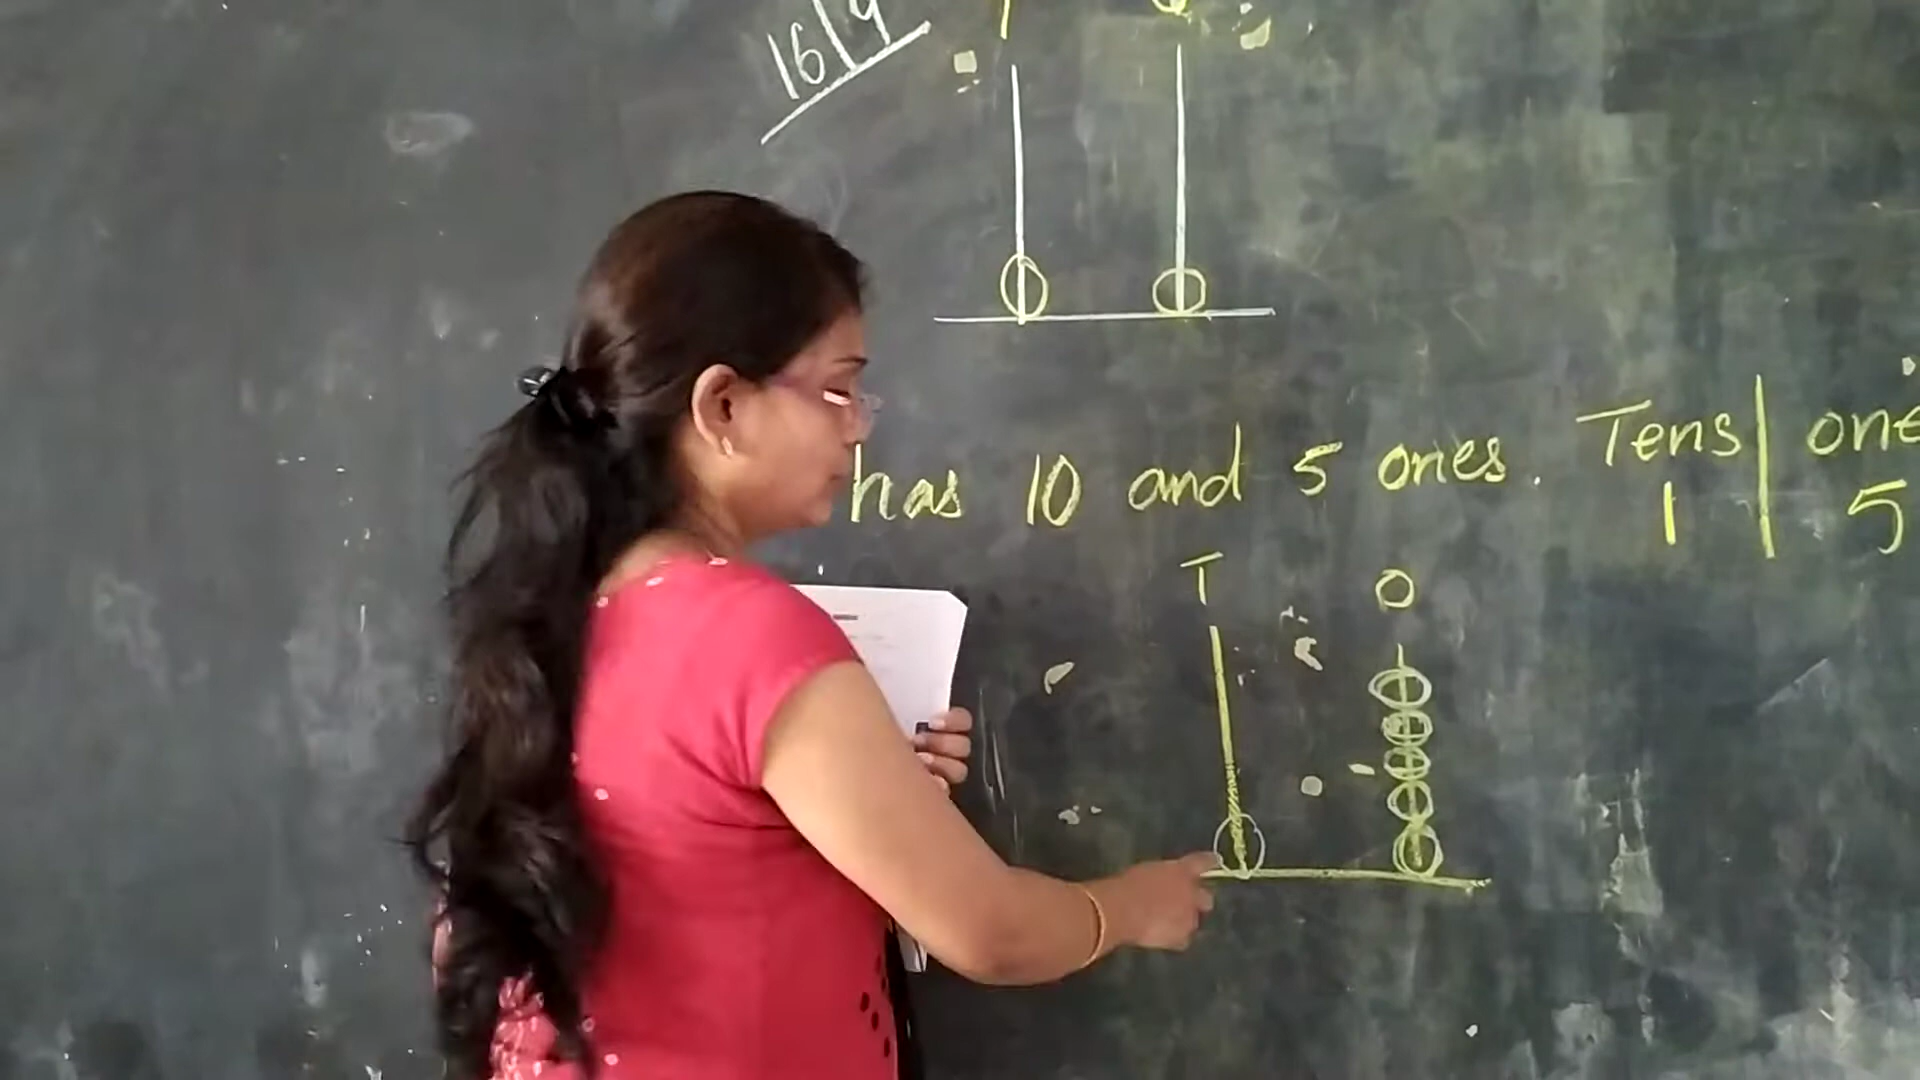 16/9
has 10 and 5 ones. Tens | one
1 | 5
T O